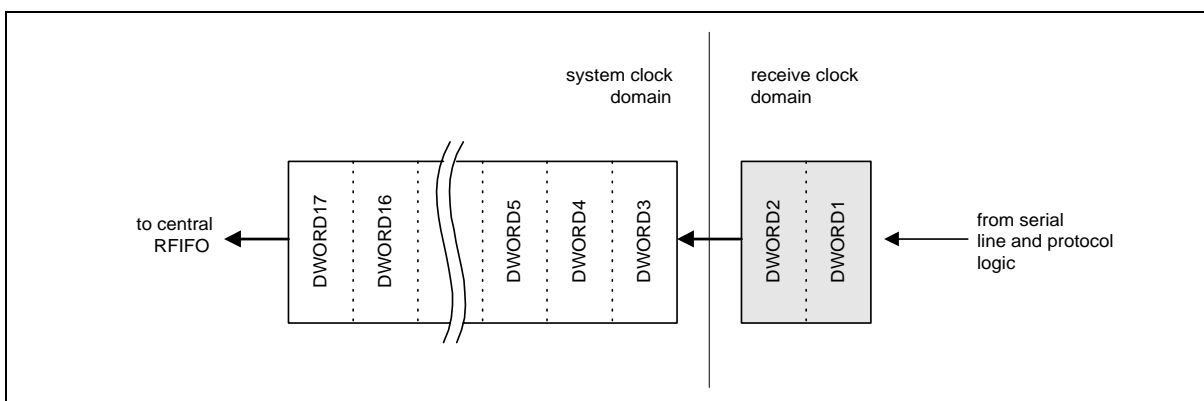 system clock
domain
receive clock
domain
to central
RFIFO
DWORD17
DWORD16
DWORD5
DWORD4
DWORD3
DWORD2
DWORD1
from serial
line and protocol
logic